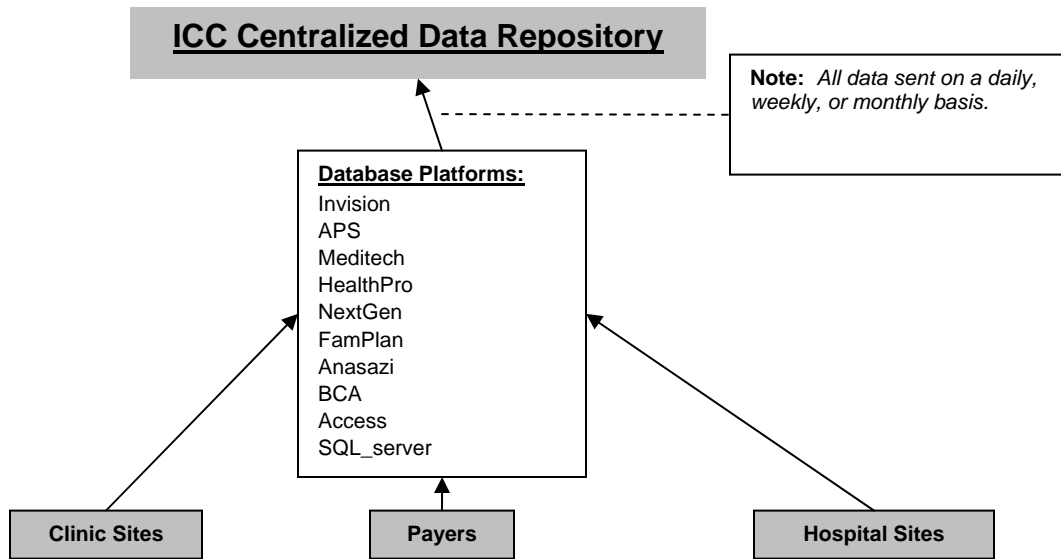 ICC Centralized Data Repository
Note: All data sent on a daily,
weekly, or monthly basis.
Database Platforms:
Invision
APS
Meditech
HealthPro
NextGen
FamPlan
Anasazi
BCA
Access
SQL_server
Clinic Sites
Payers
Hospital Sites